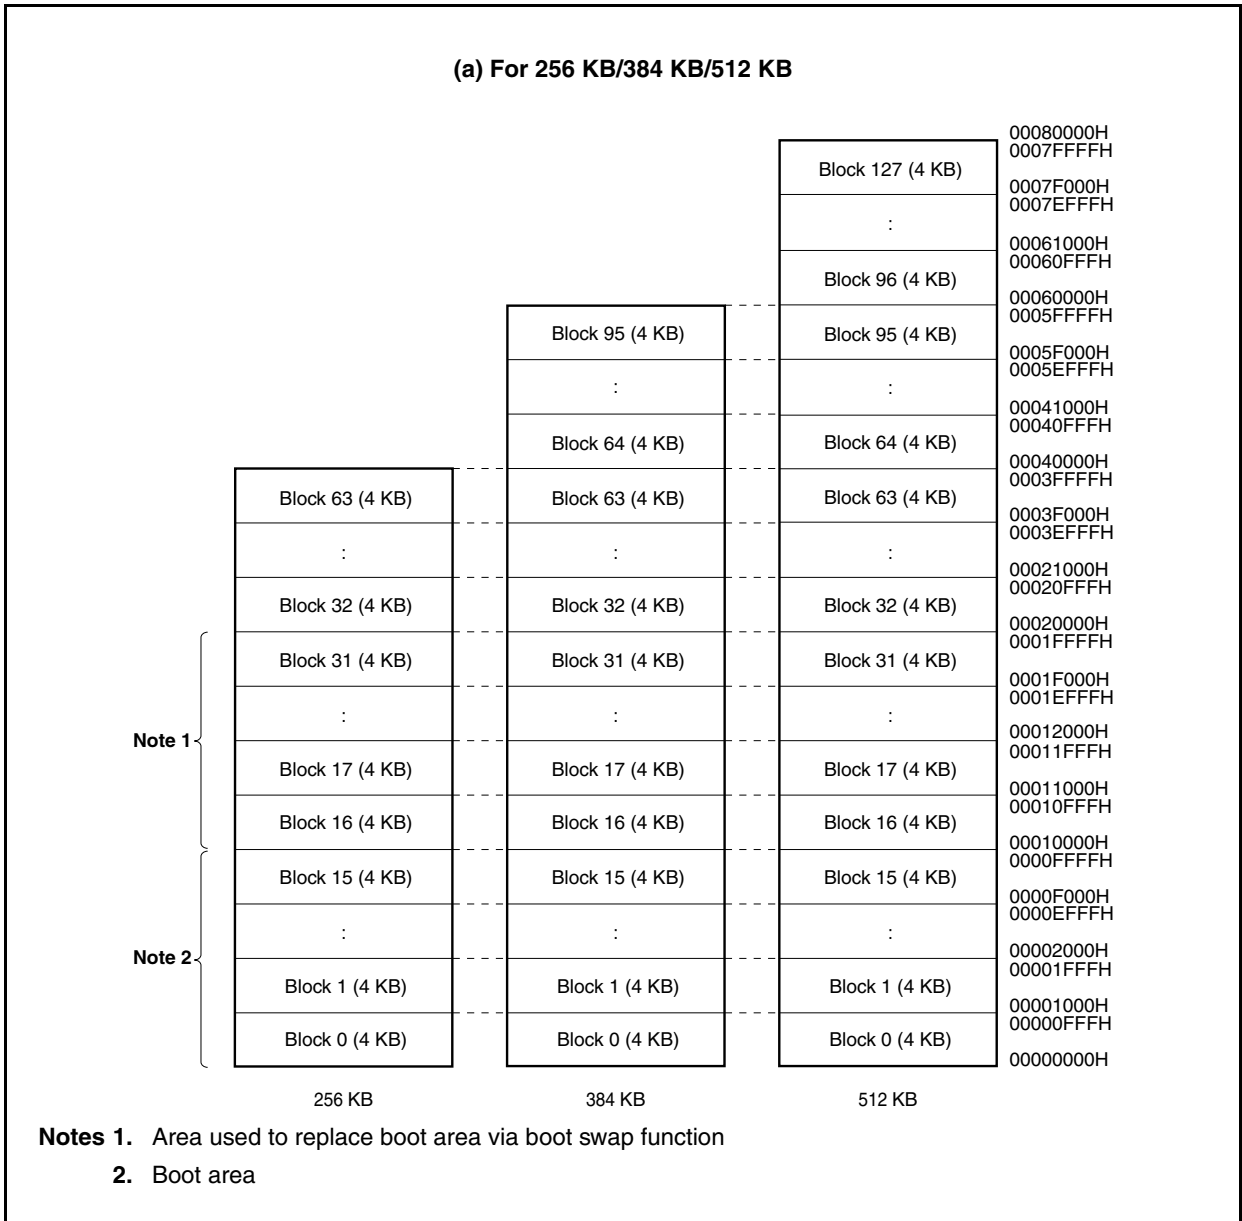 (a) For 256 KB/384 KB/512 KB
00080000H
0007FFFFH
Block 127 (4 KB)
0007F000H
0007EFFFH
:
00061000H
00060FFFH
Block 96 (4 KB)
00060000H
0005FFFFH
Block 95 (4 KB) Block 95 (4 KB)
0005F000H
0005EFFFH
: :
00041000H
00040FFFH
Block 64 (4 KB) Block 64 (4 KB)
00040000H
0003FFFFH
Block 63 (4 KB) Block 63 (4 KB) Block 63 (4 KB)
0003F000H
0003EFFFH
: : :
00021000H
00020FFFH
Block 32 (4 KB) Block 32 (4 KB) Block 32 (4 KB)
00020000H
0001FFFFH
Block 31 (4 KB) Block 31 (4 KB) Block 31 (4 KB)
0001F000H
0001EFFFH
: : :
00012000H
Note 1
00011FFFH
Block 17 (4 KB) Block 17 (4 KB) Block 17 (4 KB)
00011000H
00010FFFH
Block 16 (4 KB) Block 16 (4 KB) Block 16 (4 KB)
00010000H
0000FFFFH
Block 15 (4 KB) Block 15 (4 KB) Block 15 (4 KB)
0000F000H
0000EFFFH
: : :
00002000H
Note 2
00001FFFH
Block 1 (4 KB) Block 1 (4 KB) Block 1 (4 KB)
00001000H
00000FFFH
Block 0 (4 KB) Block 0 (4 KB) Block 0 (4 KB)
00000000H
256 KB 384 KB 512 KB
Notes 1. Area used to replace boot area via boot swap function
2. Boot area